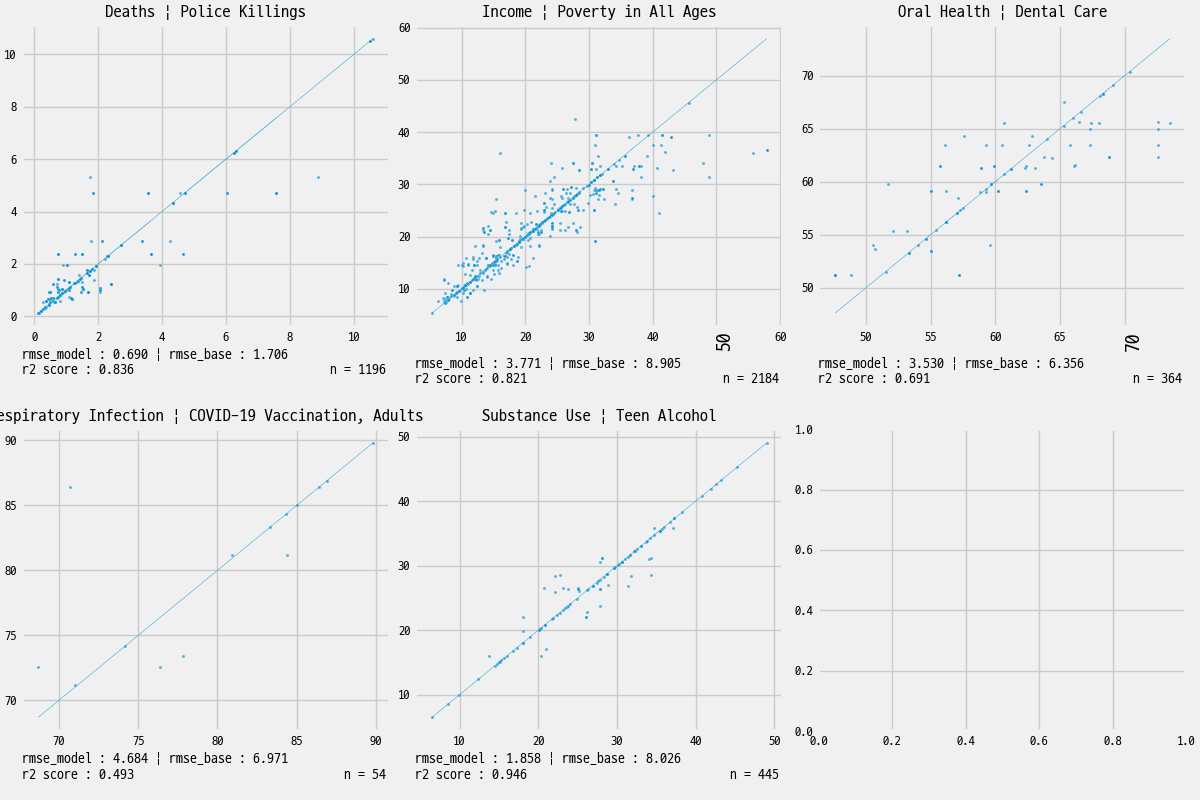 Deaths ¦ Police Killings
Income ¦ Poverty in All Ages
Oral Health ¦ Dental Care
10
8
6
4
2
0
0 2 4 6 8 10
rmse_model : 0.690 ¦ rmse_base : 1.706
r2 score : 0.836
n = 1196
60
50
40
30
20
10
10 20 30 40 50 60
rmse_model : 3.771 ¦ rmse_base : 8.905
r2 score : 0.821
n = 2184
70
65
60
55
50
50 55 60 65 70
rmse_model : 3.530 ¦ rmse_base : 6.356
r2 score : 0.691
n = 364
espiratory Infection ¦ COVID-19 Vaccination, Adults
Substance Use ¦ Teen Alcohol
90
85
80
75
70
70 75 80 85 90
rmse_model : 4.684 ¦ rmse_base : 6.971
r2 score : 0.493
n = 54
50
40
30
20
10
10 20 30 40 50
rmse_model : 1.858 ¦ rmse_base : 8.026
r2 score : 0.946
n = 445
1.0
0.8
0.6
0.4
0.2
0.0
0.0 0.2 0.4 0.6 0.8 1.0